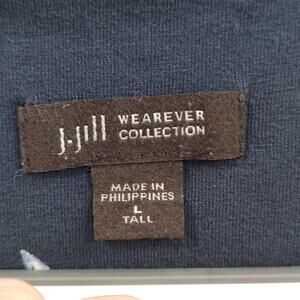 J.Jill WEAREVER
COLLECTION
MADE IN
PHILIPPINES
L
TALL